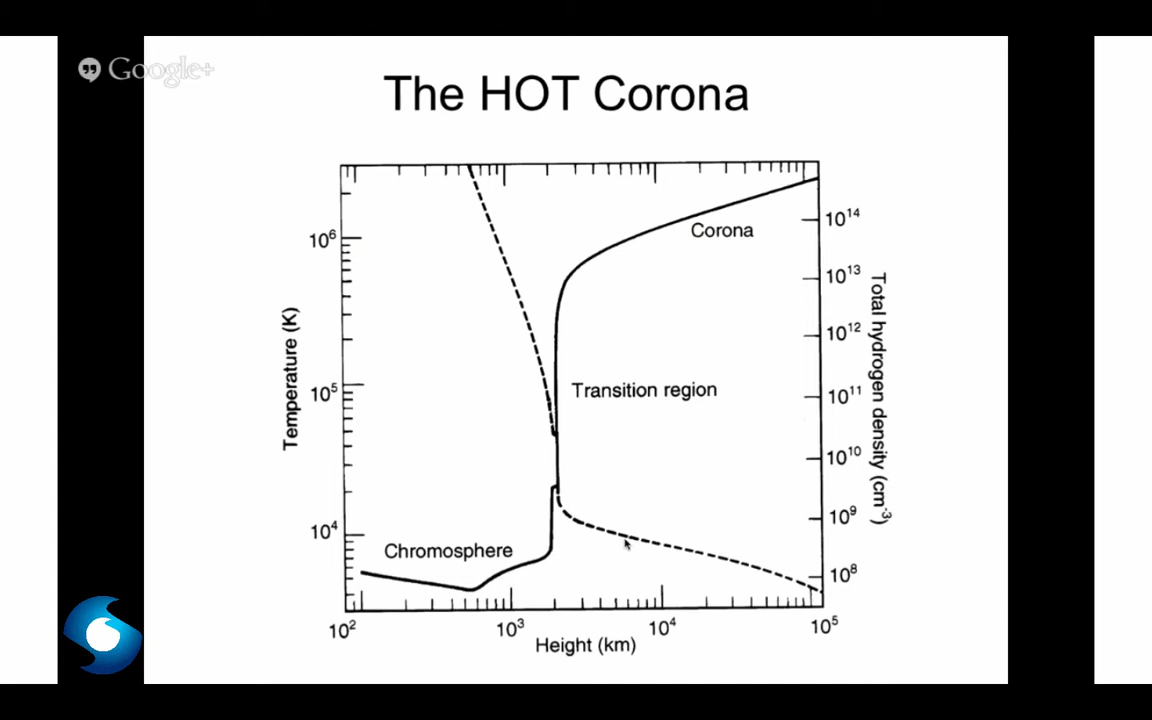 Google+
The HOT Corona
10⁶
10⁵
10⁴
Temperature (K)
Corona
Transition region
Chromosphere
10¹⁴
10¹³
10¹²
10¹¹
10¹⁰
10⁹
10⁸
Total hydrogen density (cm⁻³)
10² 10³ 10⁴ 10⁵
Height (km)